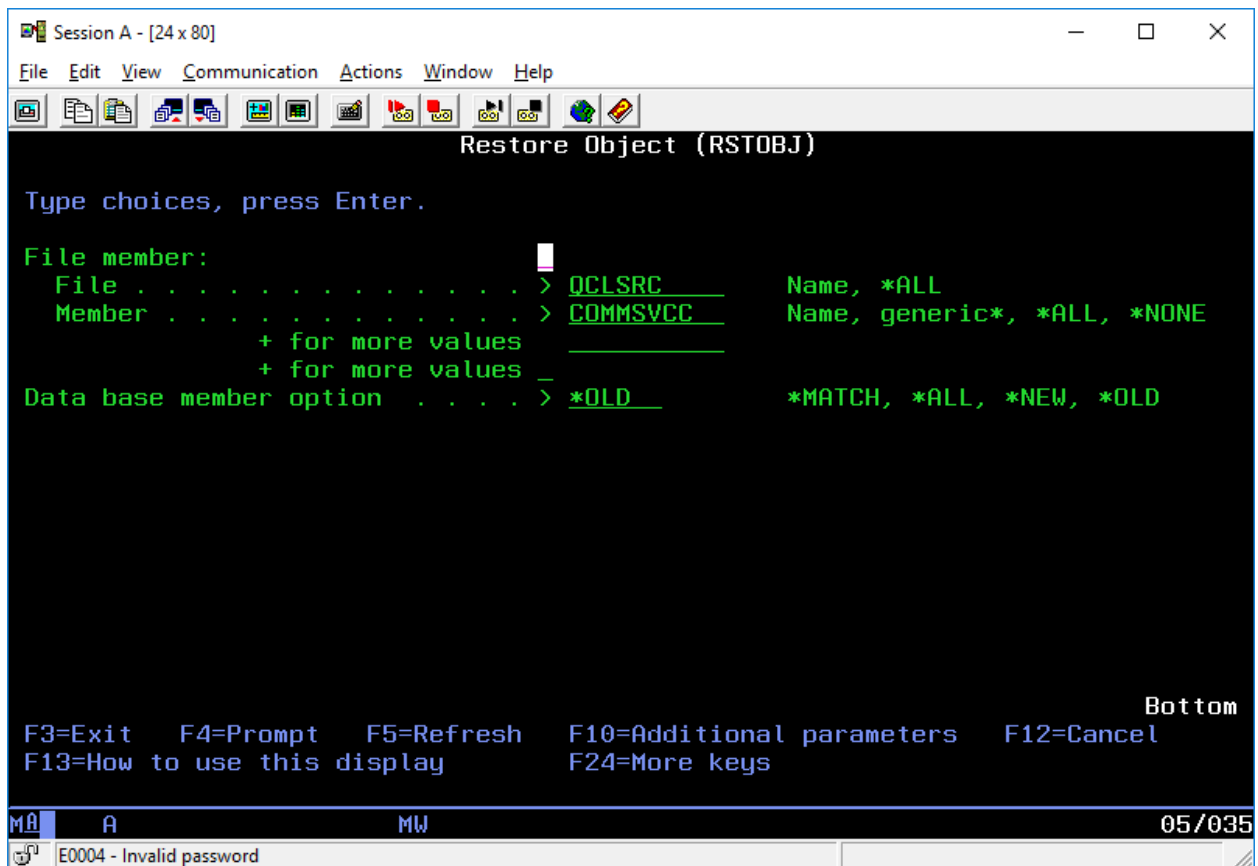 Session A - [24 x 80]
File Edit View Communication Actions Window Help
Restore Object (RSTOBJ)
Type choices, press Enter.
File member:
File . . . . . . . . . . . . . . > QCLSRC Name, *ALL
Member . . . . . . . . . . . . > COMMSVCC Name, generic*, *ALL, *NONE
+ for more values
+ for more values _
Data base member option . . . . > *OLD *MATCH, *ALL, *NEW, *OLD
Bottom
F3=Exit F4=Prompt F5=Refresh F10=Additional parameters F12=Cancel
F13=How to use this display F24=More keys
MA A MW 05/035
E0004 - Invalid password